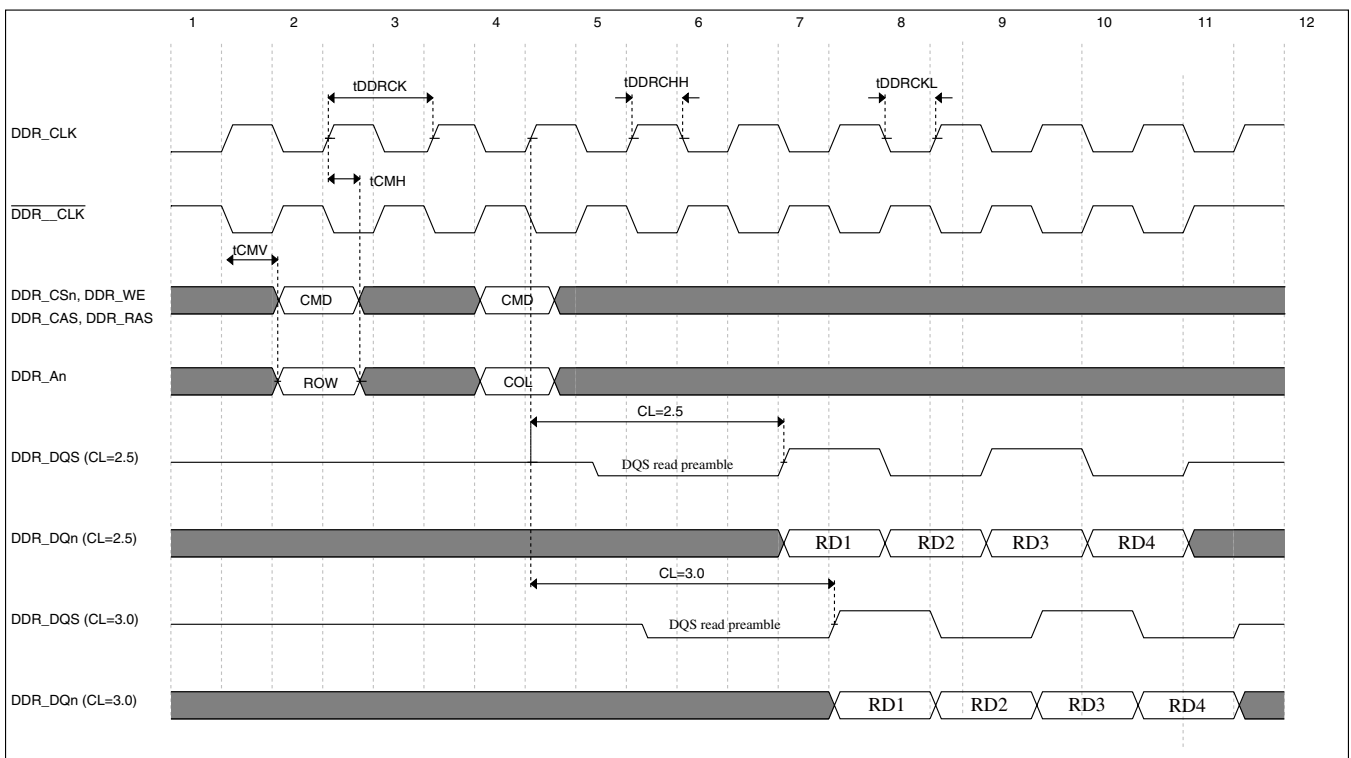 1 2 3 4 5 6 7 8 9 10 11 12
tDDRCK
tDDRCHH
tDDRCKL
DDR_CLK
tCMH
DDR__CLK
tCMV
DDR_CSn, DDR_WE
DDR_CAS, DDR_RAS
CMD CMD
DDR_An
ROW COL
CL=2.5
DDR_DQS (CL=2.5)
DQS read preamble
DDR_DQn (CL=2.5)
RD1 RD2 RD3 RD4
CL=3.0
DDR_DQS (CL=3.0)
DQS read preamble
DDR_DQn (CL=3.0)
RD1 RD2 RD3 RD4